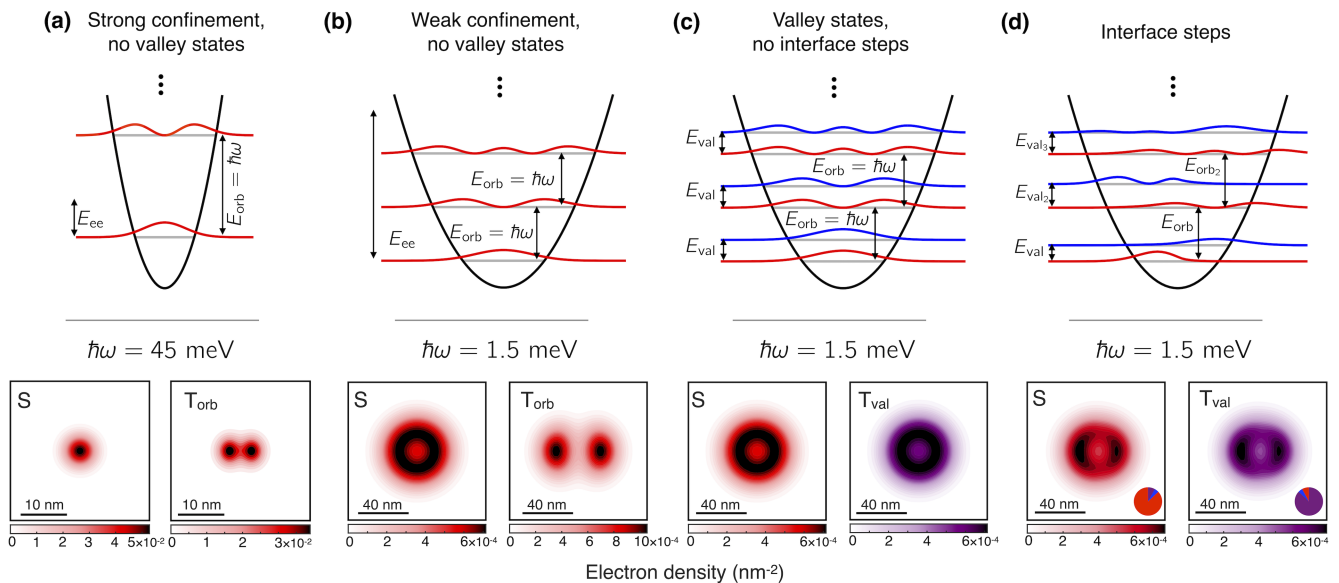 (a) Strong confinement,
no valley states
E_ee
E_orb = ℏω
ℏω = 45 meV
S
10 nm
0 1 2 3 4 5×10⁻²
T_orb
10 nm
0 1 2 3×10⁻²
(b) Weak confinement,
no valley states
E_ee
E_orb = ℏω
E_orb = ℏω
ℏω = 1.5 meV
S
40 nm
0 2 4 6×10⁻⁴
T_orb
40 nm
0 2 4 6 8 10×10⁻⁴
(c) Valley states,
no interface steps
E_val
E_val
E_val
E_orb = ℏω
E_orb = ℏω
ℏω = 1.5 meV
S
40 nm
0 2 4 6×10⁻⁴
T_val
40 nm
0 2 4 6×10⁻⁴
(d) Interface steps
E_val₃
E_val₂
E_val
E_orb₂
E_orb
ℏω = 1.5 meV
S
40 nm
0 2 4 6×10⁻⁴
T_val
40 nm
0 2 4 6×10⁻⁴
Electron density (nm⁻²)